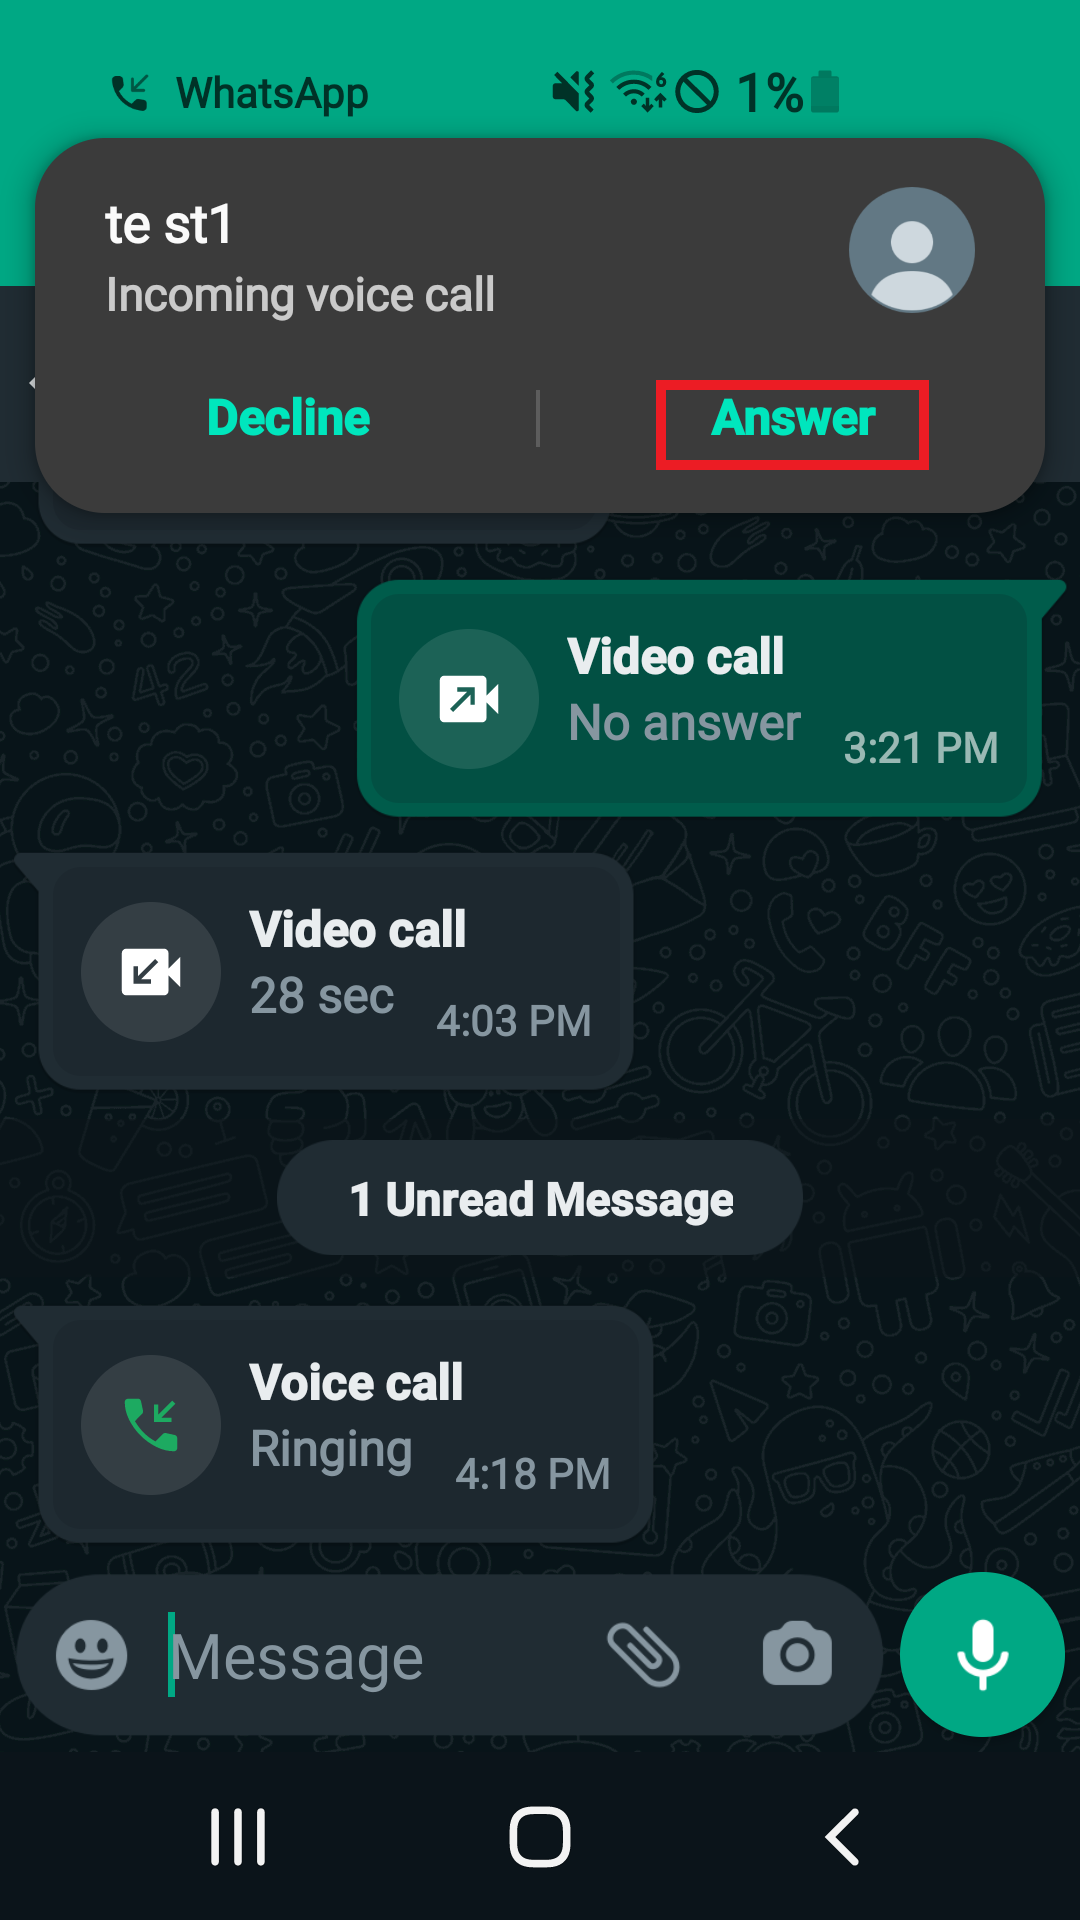 WhatsApp 6 1%
te st1
Incoming voice call
Decline Answer
Video call
No answer
3:21 PM
Video call
28 sec
4:03 PM
1 Unread Message
Voice call
Ringing
4:18 PM
Message